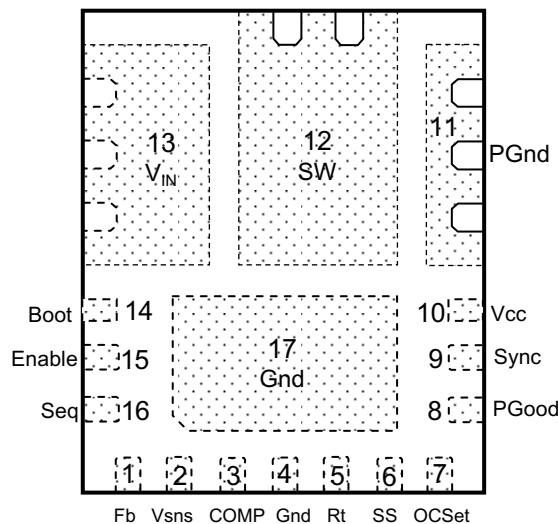 13
V_IN
12
SW
11
PGnd
Boot 14
10 Vcc
Enable 15
17
Gnd
9 Sync
Seq 16
8 PGood
1 2 3 4 5 6 7
Fb Vsns COMP Gnd Rt SS OCSet